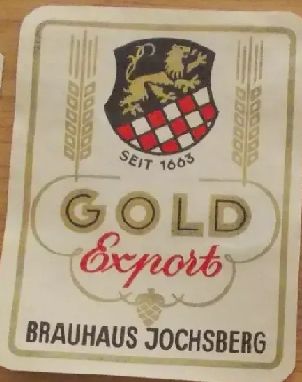 SEIT 1663
GOLD
Export
BRAUHAUS JOCHSBERG